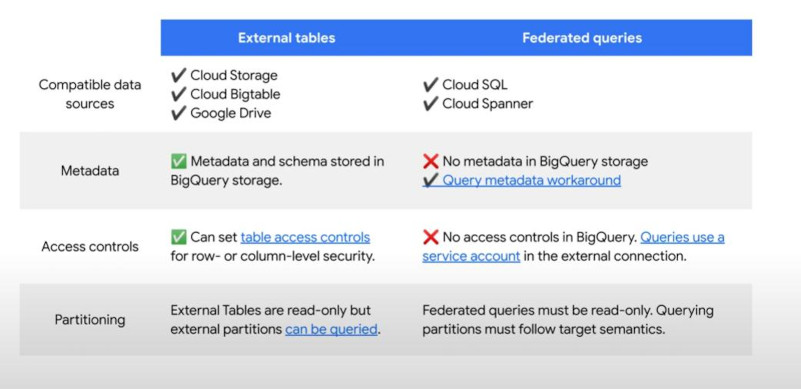 External tables
Federated queries
Compatible data
sources
✔ Cloud Storage
✔ Cloud Bigtable
✔ Google Drive
✔ Cloud SQL
✔ Cloud Spanner
Metadata
✅ Metadata and schema stored in
BigQuery storage.
❌ No metadata in BigQuery storage
✔ Query metadata workaround
Access controls
✅ Can set table access controls
for row- or column-level security.
❌ No access controls in BigQuery. Queries use a
service account in the external connection.
Partitioning
External Tables are read-only but
external partitions can be queried.
Federated queries must be read-only. Querying
partitions must follow target semantics.